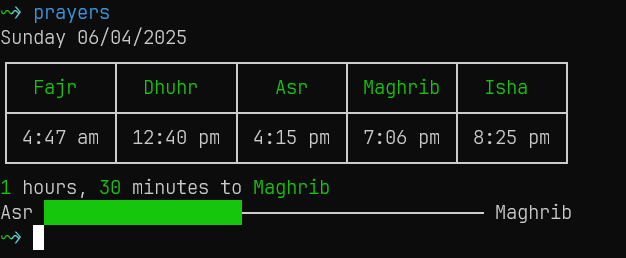 prayers
Sunday 06/04/2025
Fajr Dhuhr Asr Maghrib Isha
4:47 am 12:40 pm 4:15 pm 7:06 pm 8:25 pm
1 hours, 30 minutes to Maghrib
Asr Maghrib